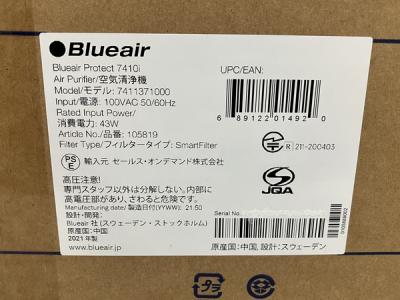 Blueair
Blueair Protect 7410i
Air Purifier/空気清浄機
Model/モデル: 7411371000
Input/電源: 100VAC 50/60Hz
Rated Input Power/
消費電力: 43W
Article No./品番: 105819
Filter Type/フィルタータイプ: SmartFilter
PSE 輸入元 セールス・オンデマンド株式会社
高圧注意!
専門スタッフ以外は分解しない。内部に
高電圧部があり、さわると危険です。
Manufacturing date/ 製造日付(YYWW): 21.50
設計・開発:
Blueair 社 (スウェーデン・ストックホルム)
2021 年製
www.blueair.jp
UPC/EAN:
6 89122 01492 0
R 211-200403
JQA
Serial No.
原産国: 中国, 設計: スウェーデン
プラ